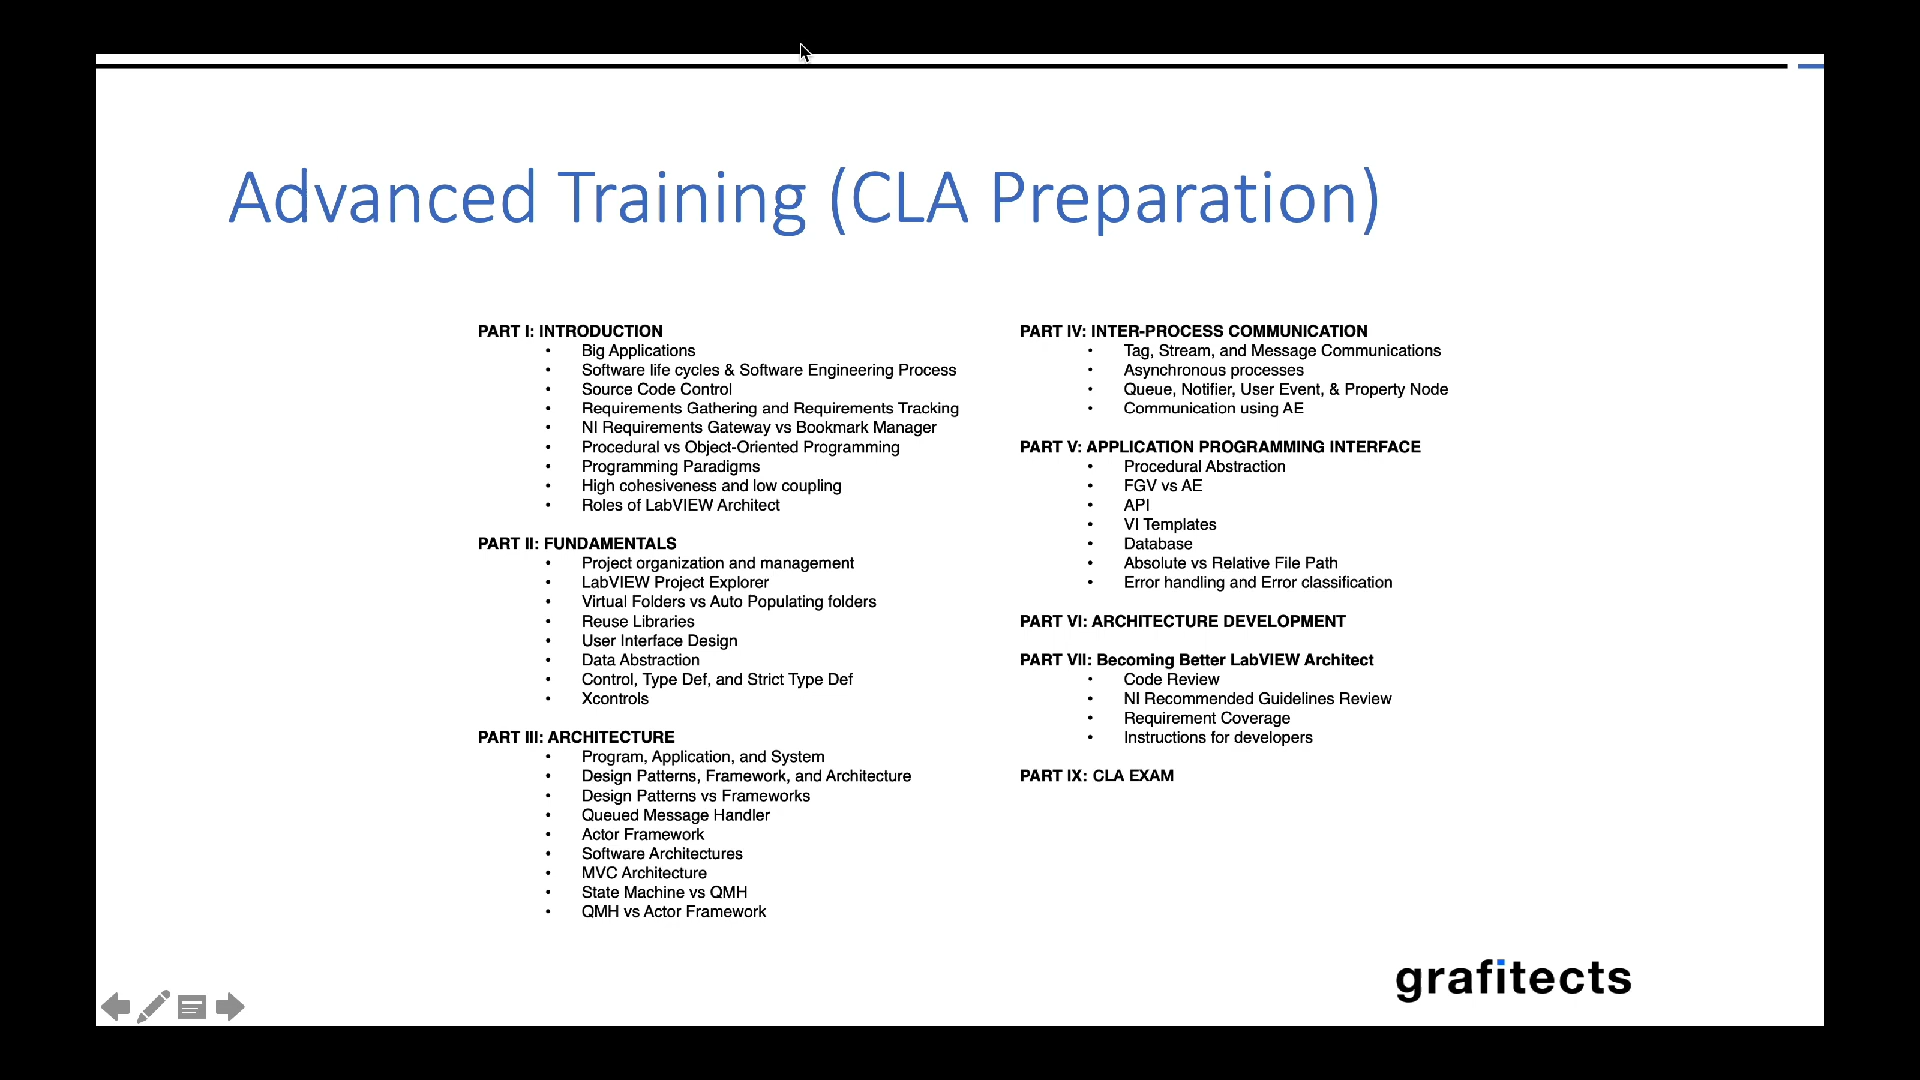 Advanced Training (CLA Preparation)
PART I: INTRODUCTION
• Big Applications
• Software life cycles & Software Engineering Process
• Source Code Control
• Requirements Gathering and Requirements Tracking
• NI Requirements Gateway vs Bookmark Manager
• Procedural vs Object-Oriented Programming
• Programming Paradigms
• High cohesiveness and low coupling
• Roles of LabVIEW Architect
PART II: FUNDAMENTALS
• Project organization and management
• LabVIEW Project Explorer
• Virtual Folders vs Auto Populating folders
• Reuse Libraries
• User Interface Design
• Data Abstraction
• Control, Type Def, and Strict Type Def
• Xcontrols
PART III: ARCHITECTURE
• Program, Application, and System
• Design Patterns, Framework, and Architecture
• Design Patterns vs Frameworks
• Queued Message Handler
• Actor Framework
• Software Architectures
• MVC Architecture
• State Machine vs QMH
• QMH vs Actor Framework
PART IV: INTER-PROCESS COMMUNICATION
• Tag, Stream, and Message Communications
• Asynchronous processes
• Queue, Notifier, User Event, & Property Node
• Communication using AE
PART V: APPLICATION PROGRAMMING INTERFACE
• Procedural Abstraction
• FGV vs AE
• API
• VI Templates
• Database
• Absolute vs Relative File Path
• Error handling and Error classification
PART VI: ARCHITECTURE DEVELOPMENT
PART VII: Becoming Better LabVIEW Architect
• Code Review
• NI Recommended Guidelines Review
• Requirement Coverage
• Instructions for developers
PART IX: CLA EXAM
grafitects